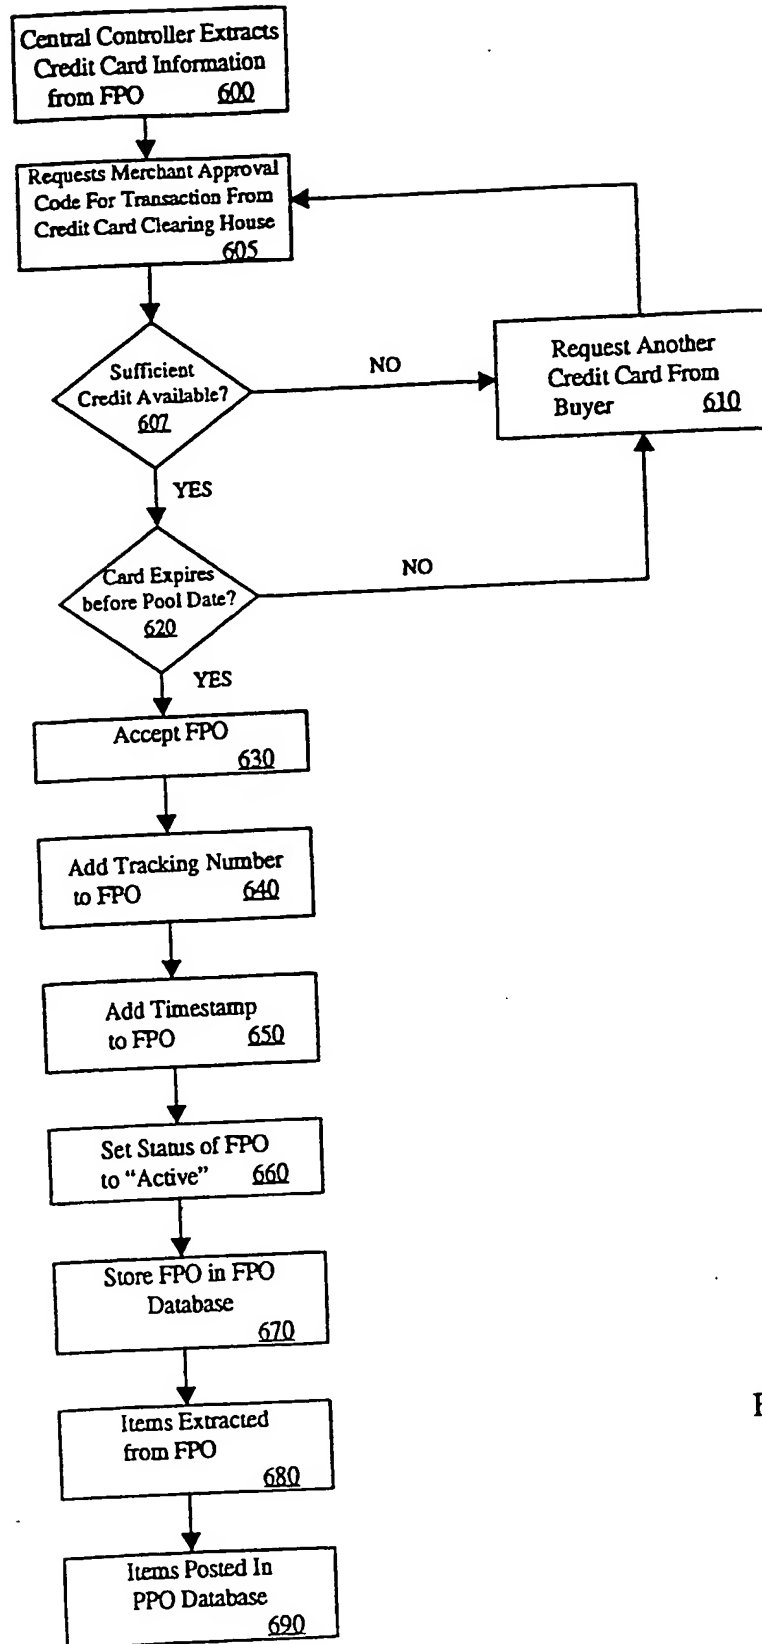 Central Controller Extracts
Credit Card Information
from FPO 600
Requests Merchant Approval
Code For Transaction From
Credit Card Clearing House
605
Sufficient
Credit Available?
607
NO
Request Another
Credit Card From
Buyer 610
YES
Card Expires
before Pool Date?
620
NO
YES
Accept FPO
630
Add Tracking Number
to FPO 640
Add Timestamp
to FPO 650
Set Status of FPO
to “Active” 660
Store FPO in FPO
Database
670
Items Extracted
from FPO
680
Items Posted In
PPO Database
690